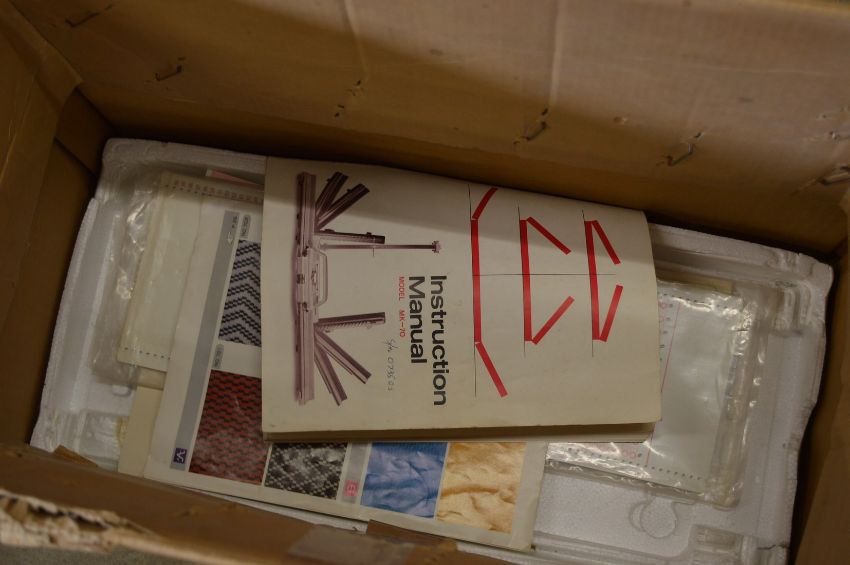 Instruction
Manual
MODEL MK-70